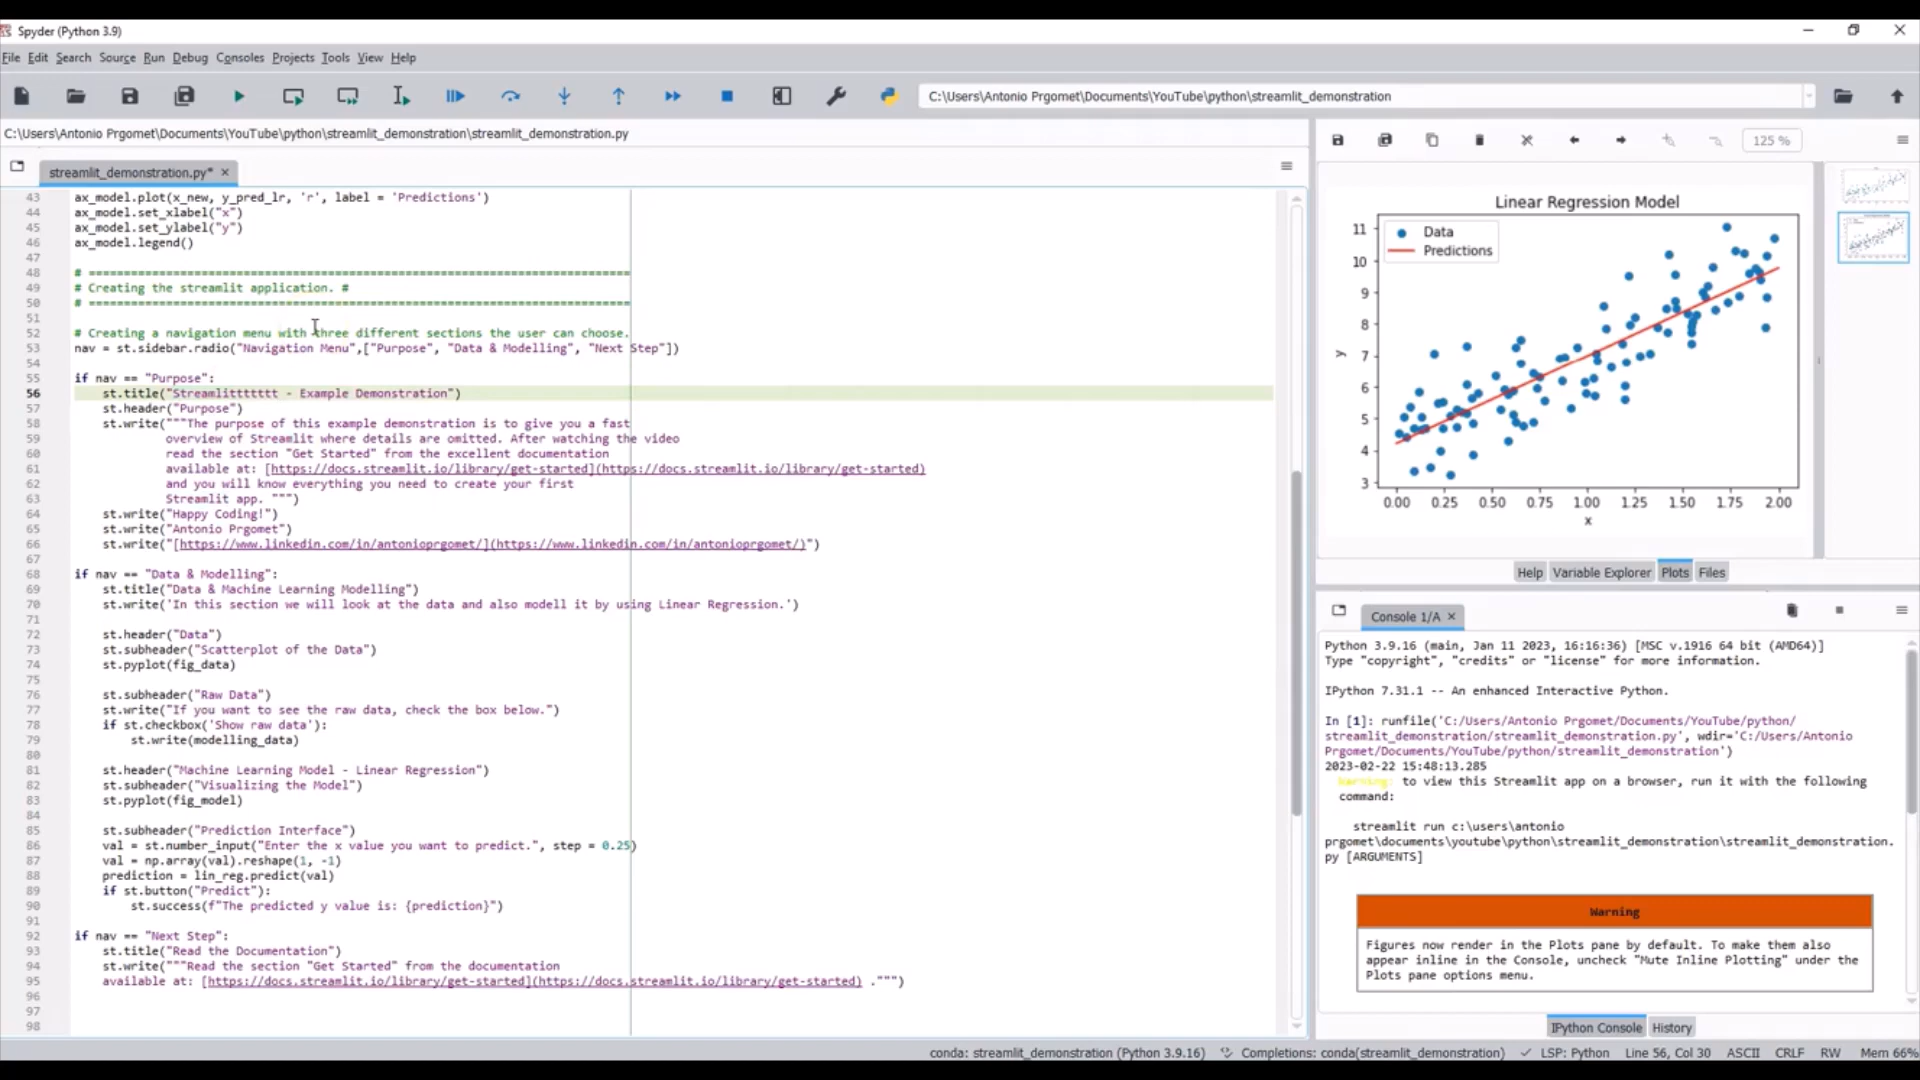 Spyder (Python 3.9)
File Edit Search Source Run Debug Consoles Projects Tools View Help
C:\Users\Antonio Prgomet\Documents\YouTube\python\streamlit_demonstration
C:\Users\Antonio Prgomet\Documents\YouTube\python\streamlit_demonstration\streamlit_demonstration.py
streamlit_demonstration.py*
43 ax_model.plot(x_new, y_pred_lr, 'r', label = 'Predictions')
44 ax_model.set_xlabel("x")
45 ax_model.set_ylabel("y")
46 ax_model.legend()
47
48 # =============================================================================
49 # Creating the streamlit application. #
50 # =============================================================================
51
52 # Creating a navigation menu with three different sections the user can choose.
53 nav = st.sidebar.radio("Navigation Menu",["Purpose", "Data & Modelling", "Next Step"])
54
55 if nav == "Purpose":
56     st.title("Streamlittttttt - Example Demonstration")
57     st.header("Purpose")
58     st.write("""The purpose of this example demonstration is to give you a fast
59              overview of Streamlit where details are omitted. After watching the video
60              read the section "Get Started" from the excellent documentation
61              available at: [https://docs.streamlit.io/library/get-started](https://docs.streamlit.io/library/get-started)
62              and you will know everything you need to create your first
63              Streamlit app. """)
64     st.write("Happy Coding!")
65     st.write("Antonio Prgomet")
66     st.write("[https://www.linkedin.com/in/antonioprgomet/](https://www.linkedin.com/in/antonioprgomet/)")
67
68 if nav == "Data & Modelling":
69     st.title("Data & Machine Learning Modelling")
70     st.write('In this section we will look at the data and also modell it by using Linear Regression.')
71
72     st.header("Data")
73     st.subheader("Scatterplot of the Data")
74     st.pyplot(fig_data)
75
76     st.subheader("Raw Data")
77     st.write("If you want to see the raw data, check the box below.")
78     if st.checkbox('Show raw data'):
79         st.write(modelling_data)
80
81     st.header("Machine Learning Model - Linear Regression")
82     st.subheader("Visualizing the Model")
83     st.pyplot(fig_model)
84
85     st.subheader("Prediction Interface")
86     val = st.number_input("Enter the x value you want to predict.", step = 0.25)
87     val = np.array(val).reshape(1, -1)
88     prediction = lin_reg.predict(val)
89     if st.button("Predict"):
90         st.success(f"The predicted y value is: {prediction}")
91
92 if nav == "Next Step":
93     st.title("Read the Documentation")
94     st.write("""Read the section "Get Started" from the documentation
95     available at: [https://docs.streamlit.io/library/get-started](https://docs.streamlit.io/library/get-started) .""")
96
97
98
125 %
Linear Regression Model
Data
Predictions
11
10
9
8
7
6
5
4
3
y
0.00 0.25 0.50 0.75 1.00 1.25 1.50 1.75 2.00
x
Help Variable Explorer Plots Files
Console 1/A
Python 3.9.16 (main, Jan 11 2023, 16:16:36) [MSC v.1916 64 bit (AMD64)]
Type "copyright", "credits" or "license" for more information.
IPython 7.31.1 -- An enhanced Interactive Python.
In [1]: runfile('C:/Users/Antonio Prgomet/Documents/YouTube/python/
streamlit_demonstration/streamlit_demonstration.py', wdir='C:/Users/Antonio
Prgomet/Documents/YouTube/python/streamlit_demonstration')
2023-02-22 15:48:13.285
Warning: to view this Streamlit app on a browser, run it with the following
command:
streamlit run c:\users\antonio
prgomet\documents\youtube\python\streamlit_demonstration\streamlit_demonstration.
py [ARGUMENTS]
Warning
Figures now render in the Plots pane by default. To make them also
appear inline in the Console, uncheck "Mute Inline Plotting" under the
Plots pane options menu.
IPython Console History
conda: streamlit_demonstration (Python 3.9.16) Completions: conda(streamlit_demonstration) LSP: Python Line 56, Col 30 ASCII CRLF RW Mem 66%